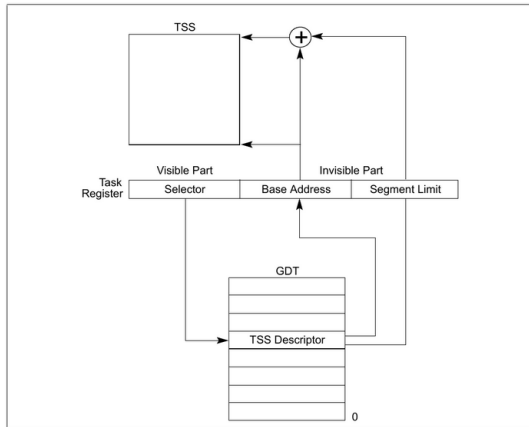 TSS
+
Visible Part Invisible Part
Task Register
Selector Base Address Segment Limit
GDT
TSS Descriptor
0